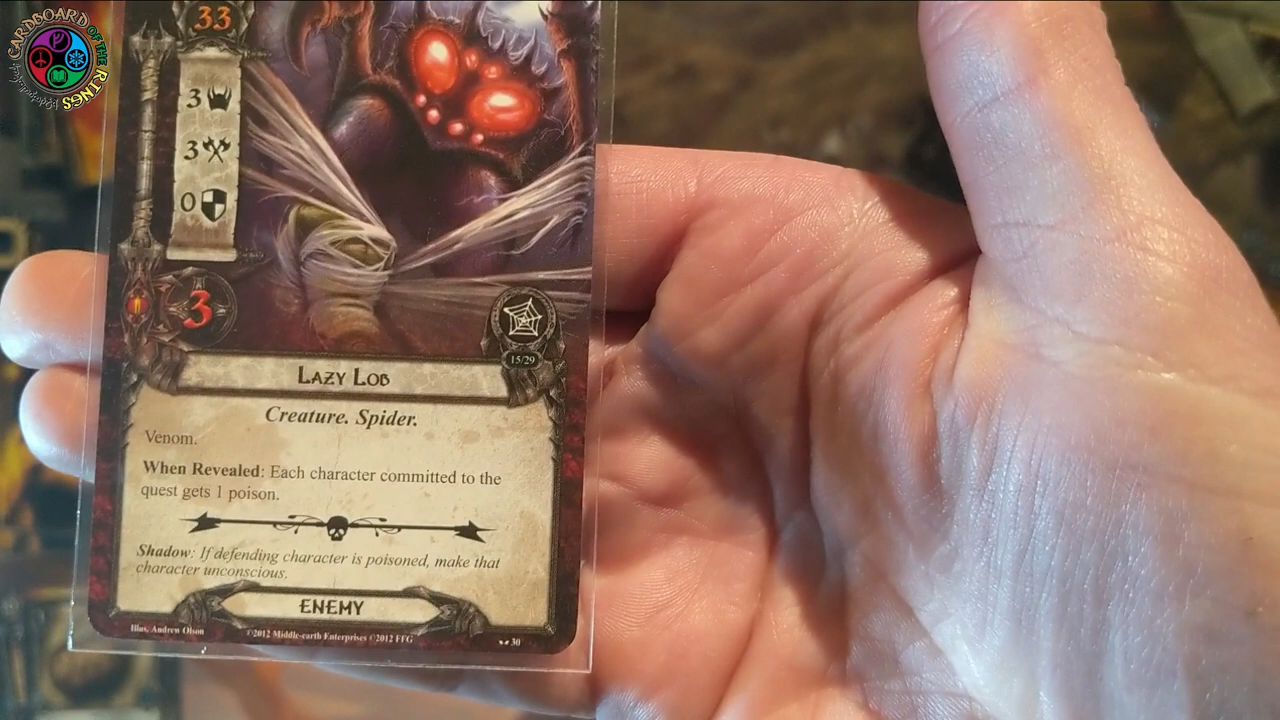 CARDBOARD OF THE RINGS
33
3
3
0
3
15/29
LAZY LOB
Creature. Spider.
Venom.
When Revealed: Each character committed to the
quest gets 1 poison.
Shadow: If defending character is poisoned, make that
character unconscious.
ENEMY
Illus. Andrew Olson
©2012 Middle-earth Enterprises ©2012 FFG
30